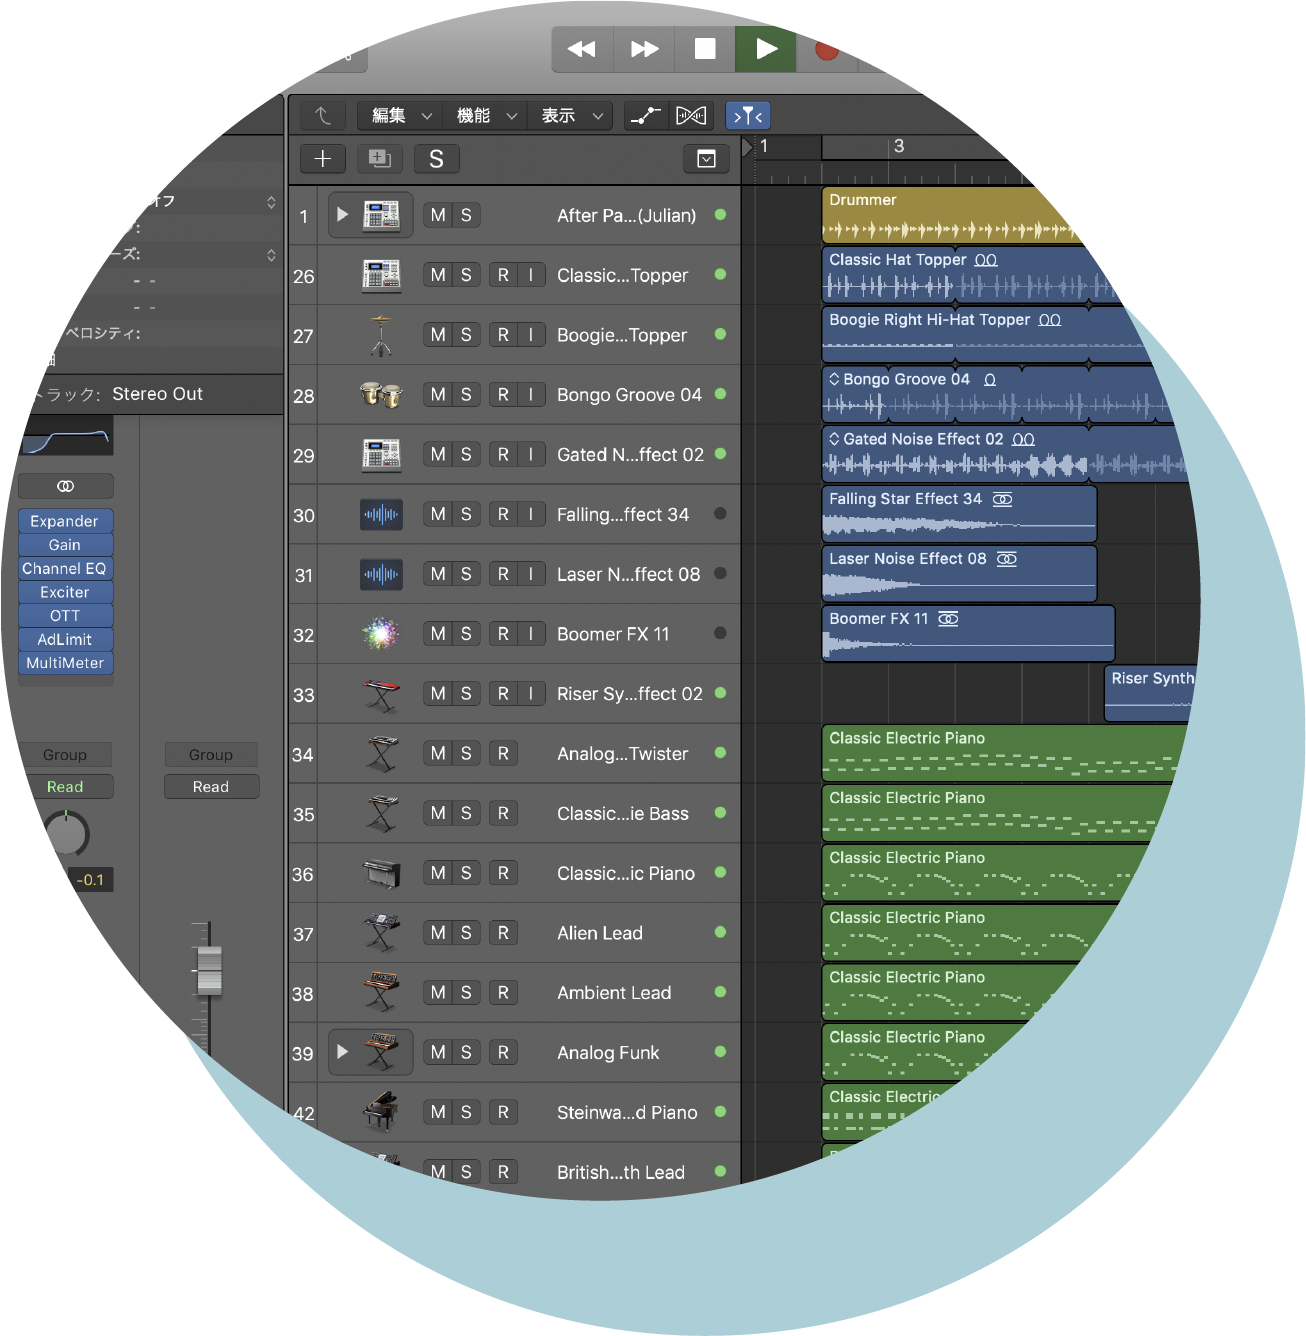 編集 機能 表示
S
1 3
オフ
ーズ:
- -
- -
ベロシティ:
トラック: Stereo Out
Expander
Gain
Channel EQ
Exciter
OTT
AdLimit
MultiMeter
Group Group
Read Read
-0.1
1 M S After Pa...(Julian) Drummer
26 M S R I Classic...Topper Classic Hat Topper
27 M S R I Boogie...Topper Boogie Right Hi-Hat Topper
28 M S R I Bongo Groove 04 Bongo Groove 04
29 M S R I Gated N...ffect 02 Gated Noise Effect 02
30 M S R I Falling...ffect 34 Falling Star Effect 34
31 M S R I Laser N...ffect 08 Laser Noise Effect 08
32 M S R I Boomer FX 11 Boomer FX 11
33 M S R I Riser Sy...ffect 02 Riser Synth
34 M S R Analog...Twister Classic Electric Piano
35 M S R Classic...ie Bass Classic Electric Piano
36 M S R Classic...ic Piano Classic Electric Piano
37 M S R Alien Lead Classic Electric Piano
38 M S R Ambient Lead Classic Electric Piano
39 M S R Analog Funk Classic Electric Piano
42 M S R Steinwa...d Piano Classic Electric
M S R British...th Lead